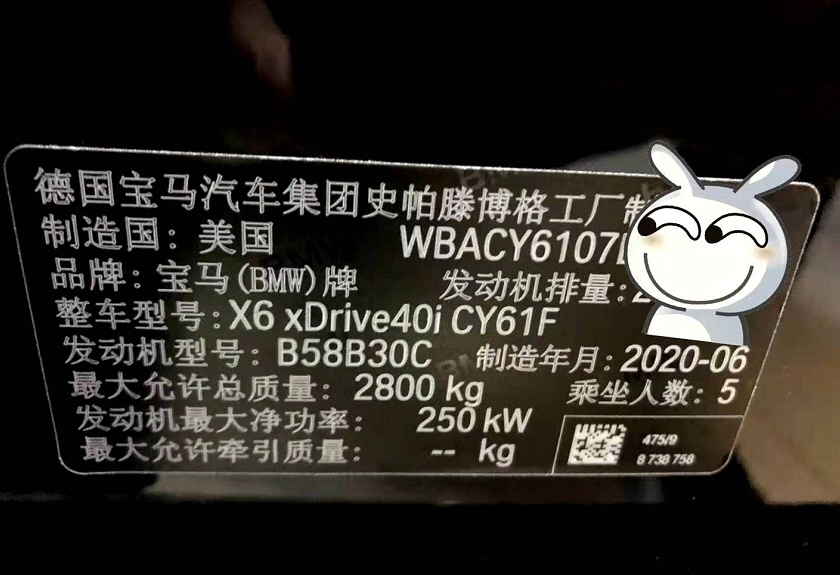 德国宝马汽车集团史帕滕博格工厂制
制造国：美国 WBACY6107
品牌：宝马(BMW)牌 发动机排量：
整车型号：X6 xDrive40i CY61F
发动机型号：B58B30C 制造年月：2020-06
最大允许总质量：2800 kg 乘坐人数：5
发动机最大净功率：250 kW
最大允许牵引质量：-- kg
475/9
8 738 758